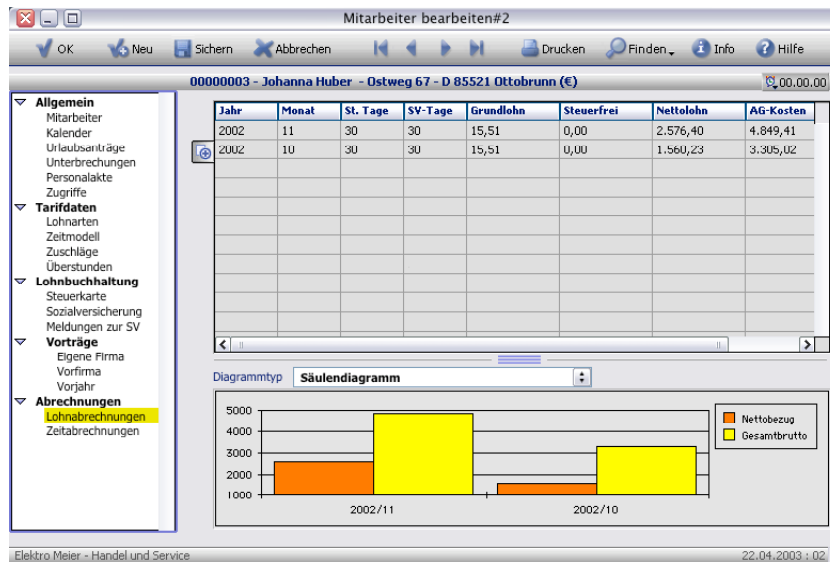 Mitarbeiter bearbeiten#2
OK Neu Sichern Abbrechen Drucken Finden Info Hilfe
00000003 - Johanna Huber - Ostweg 67 - D 85521 Ottobrunn (€) 00.00.00
Allgemein
Mitarbeiter
Kalender
Urlaubsanträge
Unterbrechungen
Personalakte
Zugriffe
Tarifdaten
Lohnarten
Zeitmodell
Zuschläge
Überstunden
Lohnbuchhaltung
Steuerkarte
Sozialversicherung
Meldungen zur SV
Vorträge
Eigene Firma
Vorfirma
Vorjahr
Abrechnungen
Lohnabrechnungen
Zeitabrechnungen
Jahr Monat St. Tage SV-Tage Grundlohn Steuerfrei Nettolohn AG-Kosten
2002 11 30 30 15,51 0,00 2.576,40 4.849,41
2002 10 30 30 15,51 0,00 1.560,23 3.305,02
Diagrammtyp Säulendiagramm
5000
4000
3000
2000
1000
2002/11 2002/10
Nettobezug
Gesamtbrutto
Elektro Meier - Handel und Service 22.04.2003 : 02